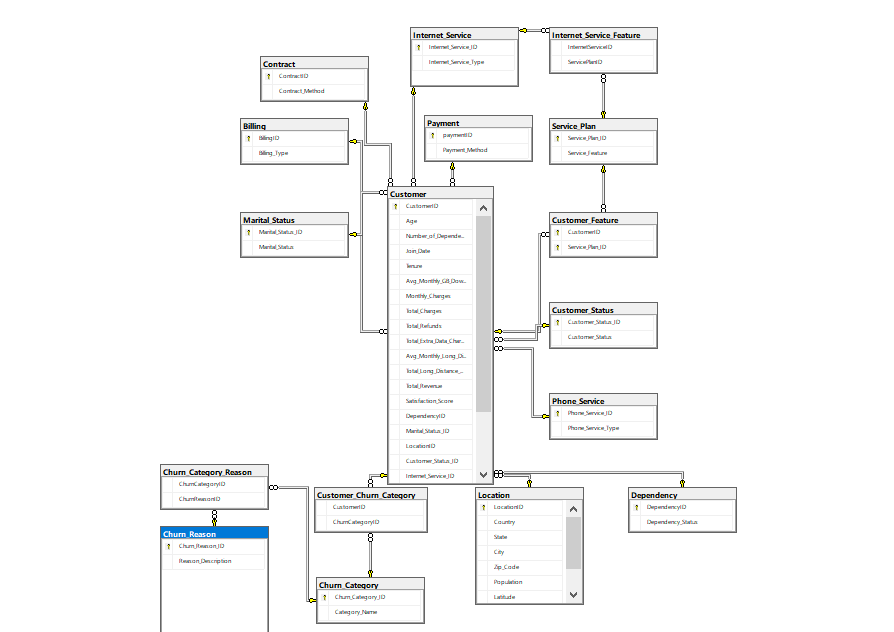 Internet_Service
Internet_Service_ID
Internet_Service_Type
Internet_Service_Feature
InternetServiceID
ServicePlanID
Contract
ContractID
Contract_Method
Billing
BillingID
Billing_Type
Payment
paymentID
Payment_Method
Service_Plan
Service_Plan_ID
Service_Feature
Marital_Status
Marital_Status_ID
Marital_Status
Customer
CustomerID
Age
Number_of_Depende...
Join_Date
Tenure
Avg_Monthly_GB_Dow...
Monthly_Charges
Total_Charges
Total_Refunds
Total_Extra_Data_Char...
Avg_Monthly_Long_Di...
Total_Long_Distance_...
Total_Revenue
Satisfaction_Score
DependencyID
Marital_Status_ID
LocationID
Customer_Status_ID
Internet_Service_ID
Customer_Feature
CustomerID
Service_Plan_ID
Customer_Status
Customer_Status_ID
Customer_Status
Phone_Service
Phone_Service_ID
Phone_Service_Type
Churn_Category_Reason
ChurnCategoryID
ChurnReasonID
Churn_Reason
Churn_Reason_ID
Reason_Description
Customer_Churn_Category
CustomerID
ChurnCategoryID
Churn_Category
Churn_Category_ID
Category_Name
Location
LocationID
Country
State
City
Zip_Code
Population
Latitude
Dependency
DependencyID
Dependency_Status